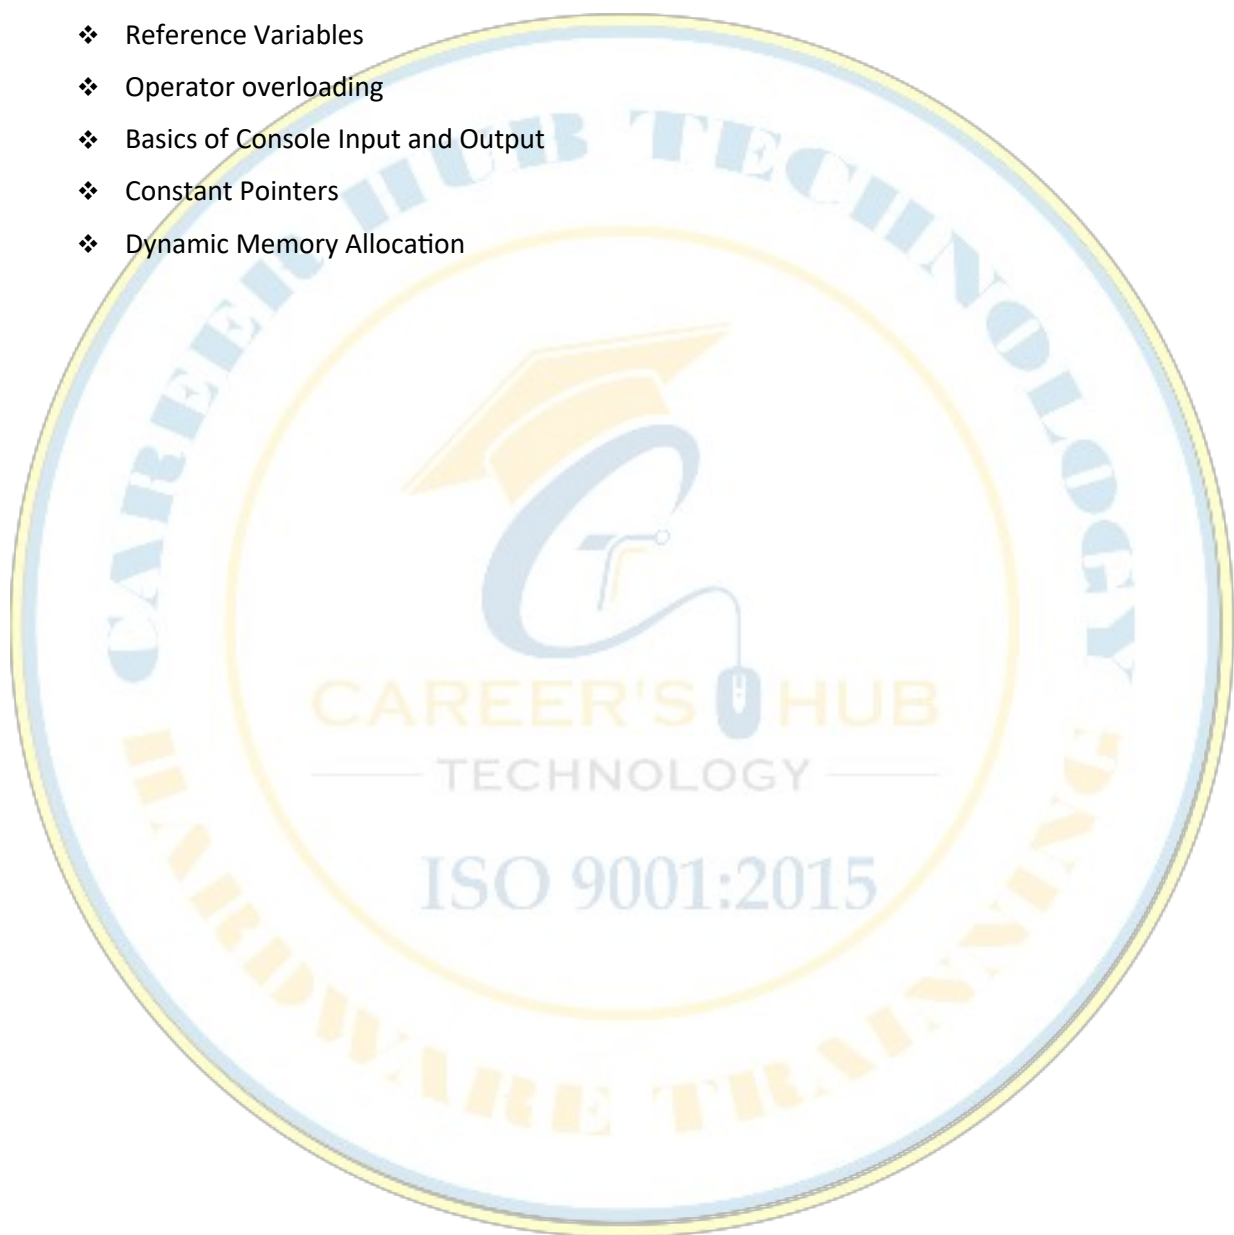 ❖ Reference Variables
❖ Operator overloading
❖ Basics of Console Input and Output
❖ Constant Pointers
❖ Dynamic Memory Allocation
CAREER HUB TECHNOLOGY
CAREER'S HUB
TECHNOLOGY
ISO 9001:2015
HARDWARE TRAINNING